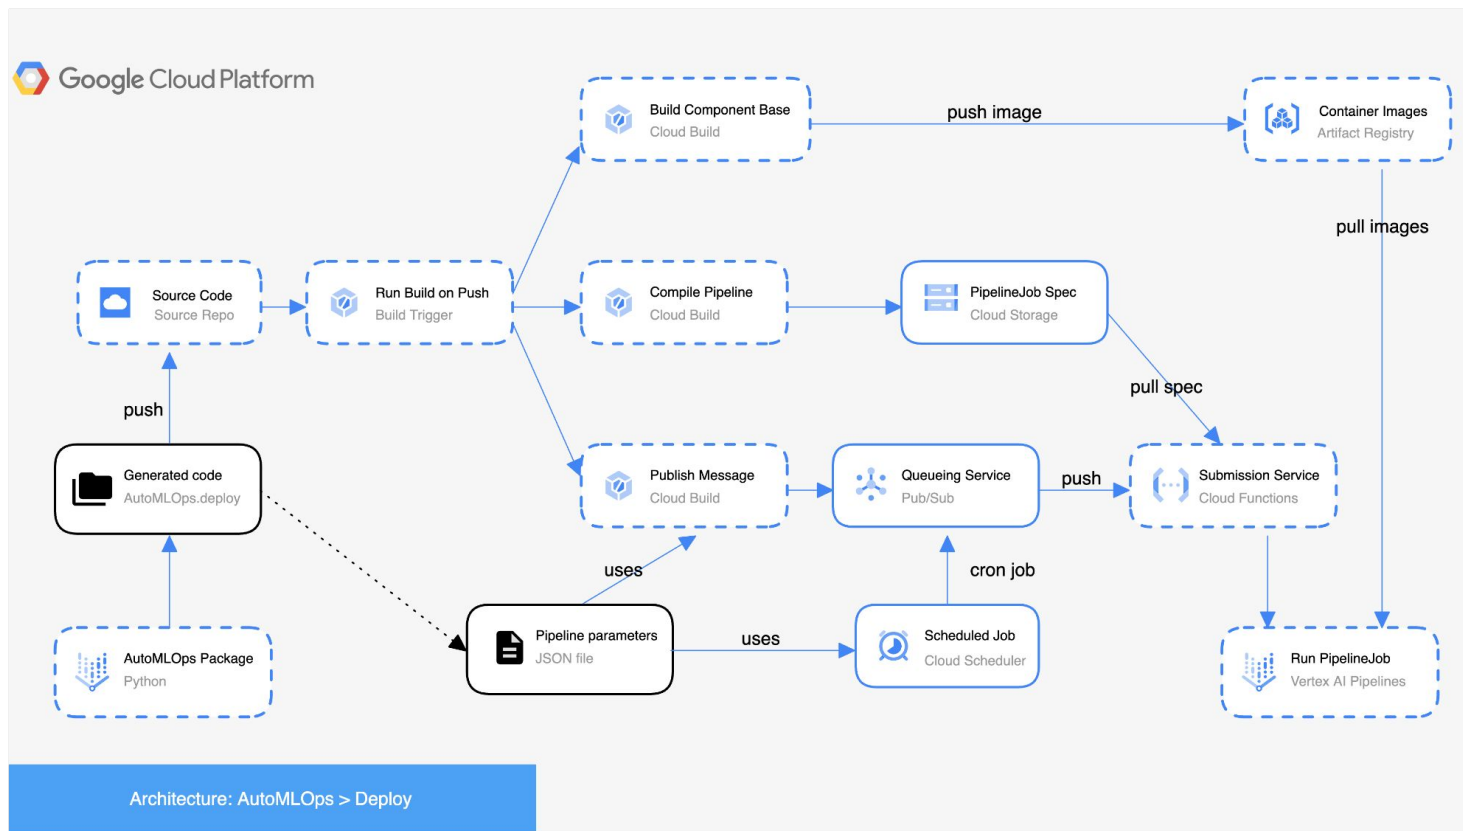 Google Cloud Platform
Build Component Base
Cloud Build
push image
Container Images
Artifact Registry
pull images
Source Code
Source Repo
Run Build on Push
Build Trigger
Compile Pipeline
Cloud Build
PipelineJob Spec
Cloud Storage
pull spec
push
Generated code
AutoMLOps.deploy
Publish Message
Cloud Build
Queueing Service
Pub/Sub
push
Submission Service
Cloud Functions
uses
cron job
AutoMLOps Package
Python
Pipeline parameters
JSON file
uses
Scheduled Job
Cloud Scheduler
Run PipelineJob
Vertex AI Pipelines
Architecture: AutoMLOps > Deploy